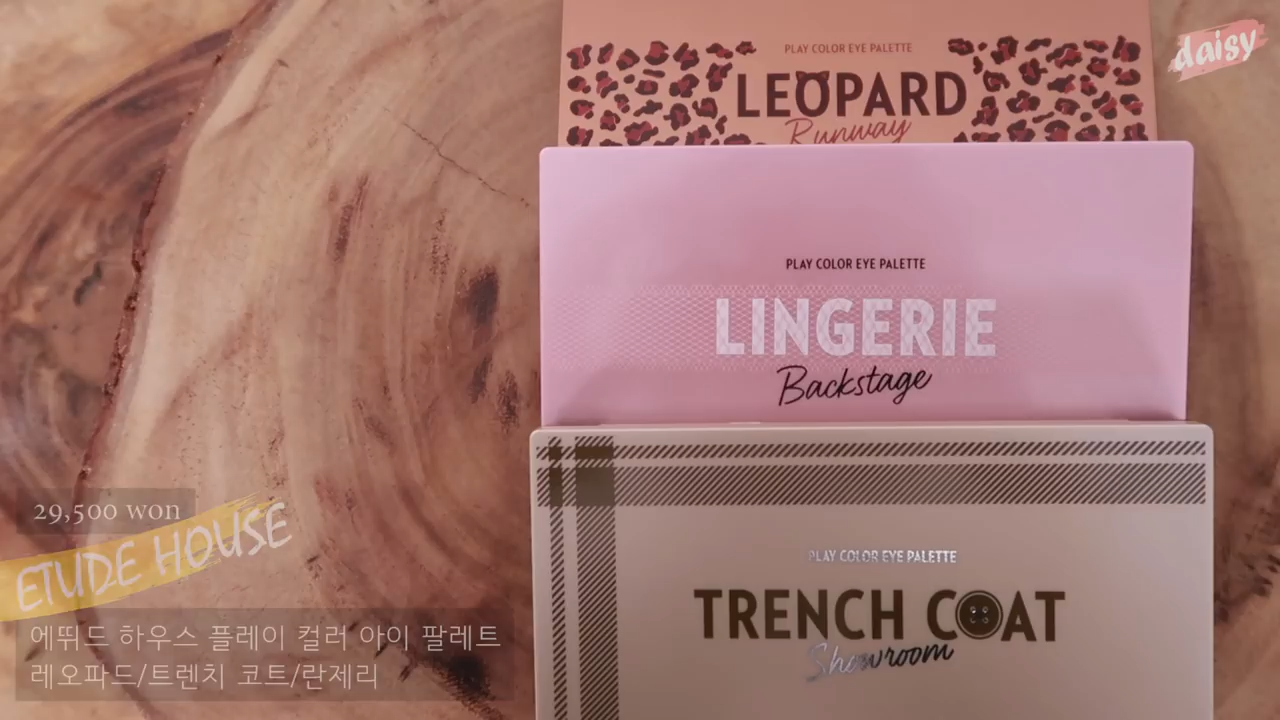 daisy
PLAY COLOR EYE PALETTE
LEOPARD
Runway
PLAY COLOR EYE PALETTE
LINGERIE
Backstage
PLAY COLOR EYE PALETTE
TRENCH COAT
Showroom
29,500 won
ETUDE HOUSE
에뛰드 하우스 플레이 컬러 아이 팔레트
레오파드/트렌치 코트/란제리